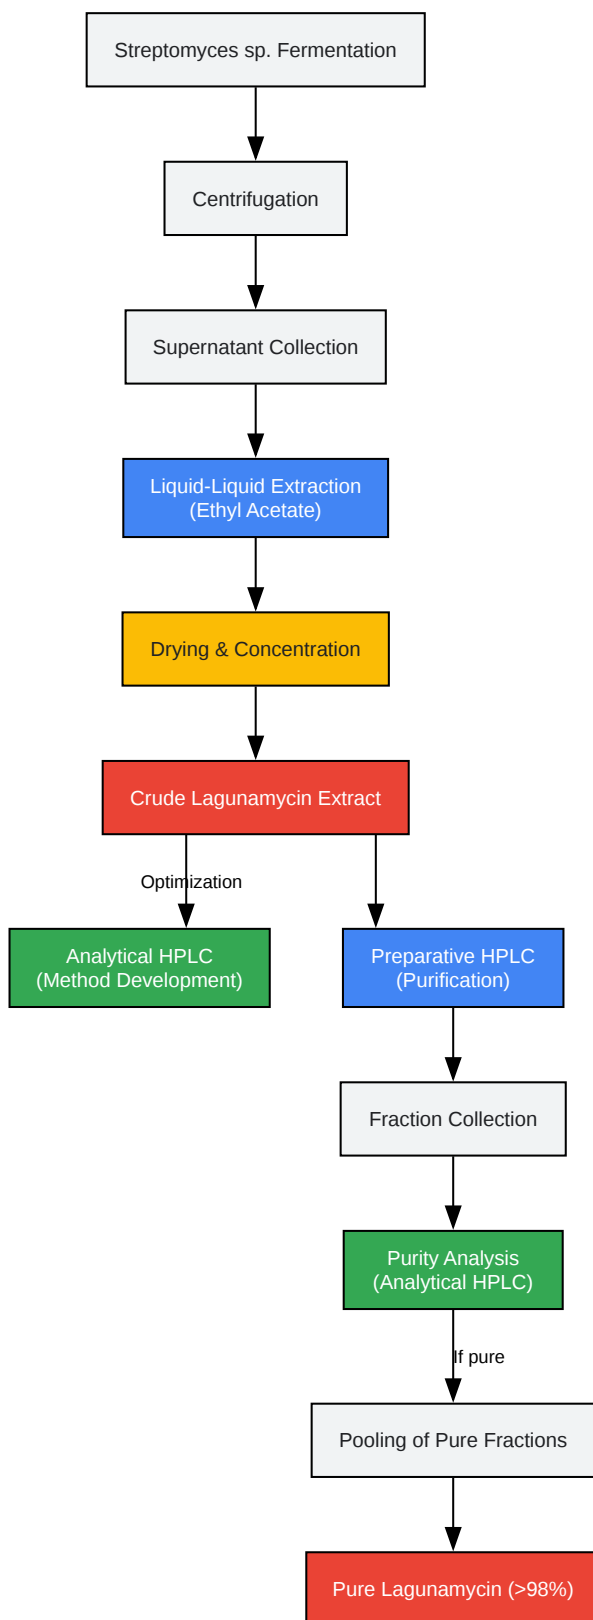 Streptomyces sp. Fermentation
Centrifugation
Supernatant Collection
Liquid-Liquid Extraction
(Ethyl Acetate)
Drying & Concentration
Crude Lagunamycin Extract
Optimization
Analytical HPLC
(Method Development)
Preparative HPLC
(Purification)
Fraction Collection
Purity Analysis
(Analytical HPLC)
If pure
Pooling of Pure Fractions
Pure Lagunamycin (>98%)